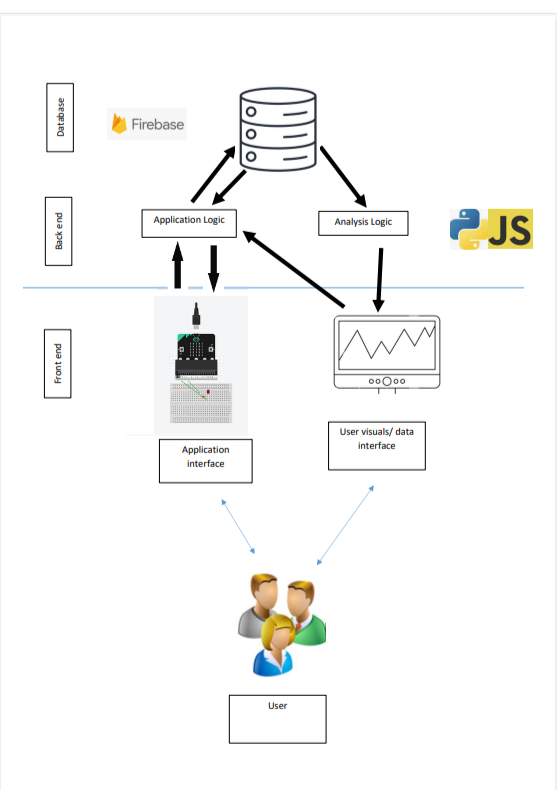 Database
Firebase
Application Logic
Analysis Logic
Back end
JS
Front end
Application
interface
User visuals/ data
interface
User